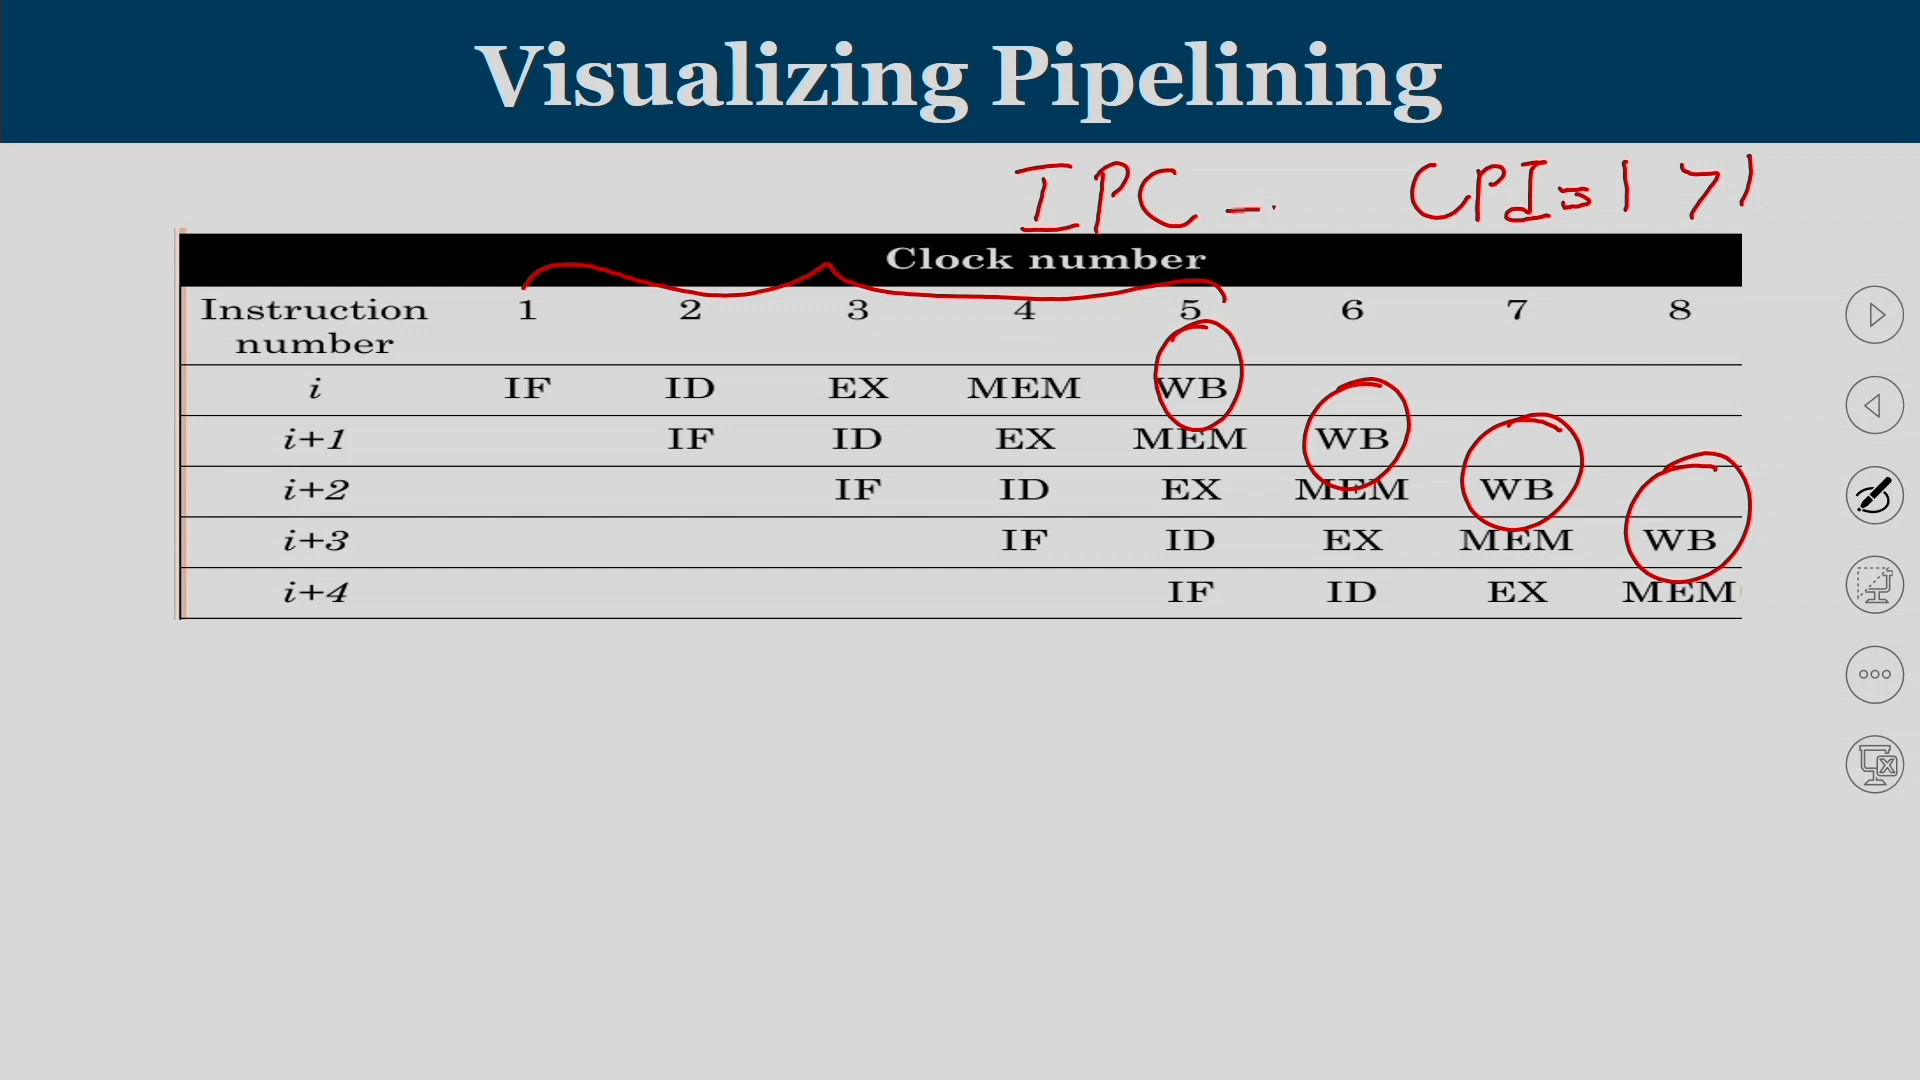 Visualizing Pipelining
IPC - CPI = 1 > 1
Clock number
Instruction number 1 2 3 4 5 6 7 8
i IF ID EX MEM WB
i+1 IF ID EX MEM WB
i+2 IF ID EX MEM WB
i+3 IF ID EX MEM WB
i+4 IF ID EX MEM